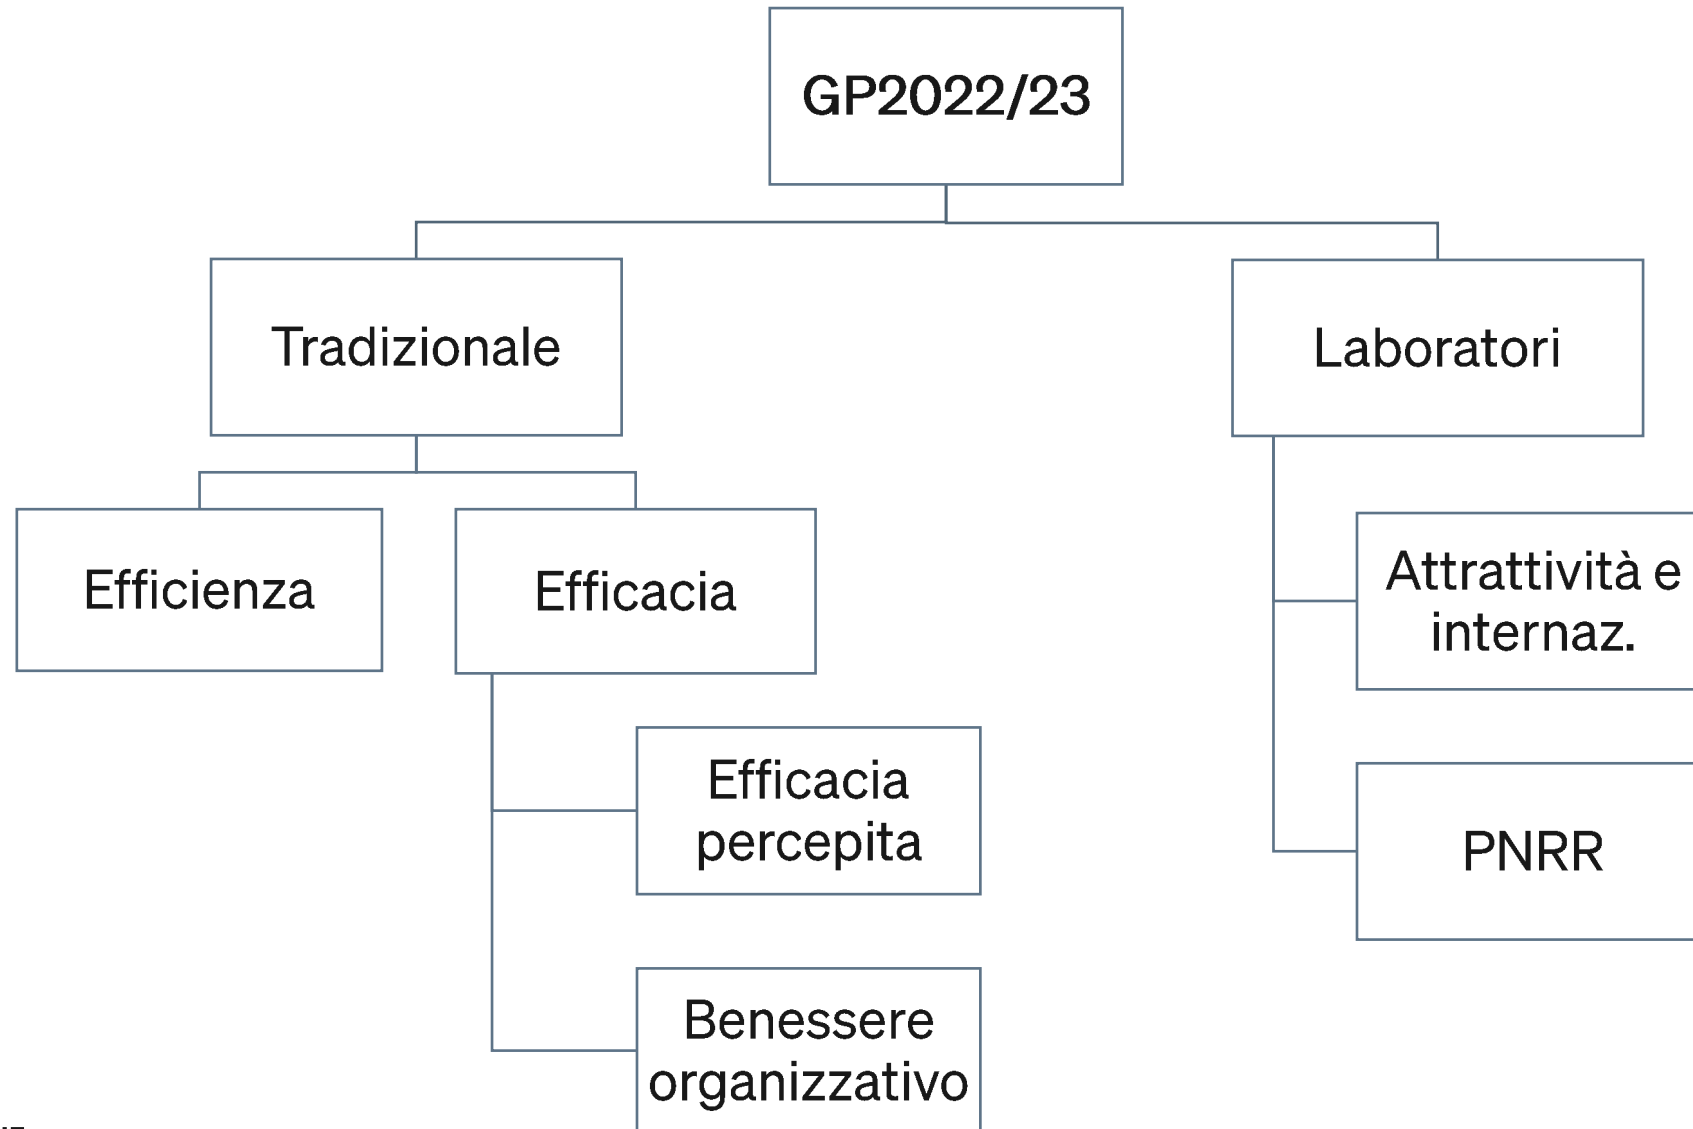 GP2022/23
Tradizionale
Laboratori
Efficienza
Efficacia
Attrattività e
internaz.
Efficacia
percepita
PNRR
Benessere
organizzativo